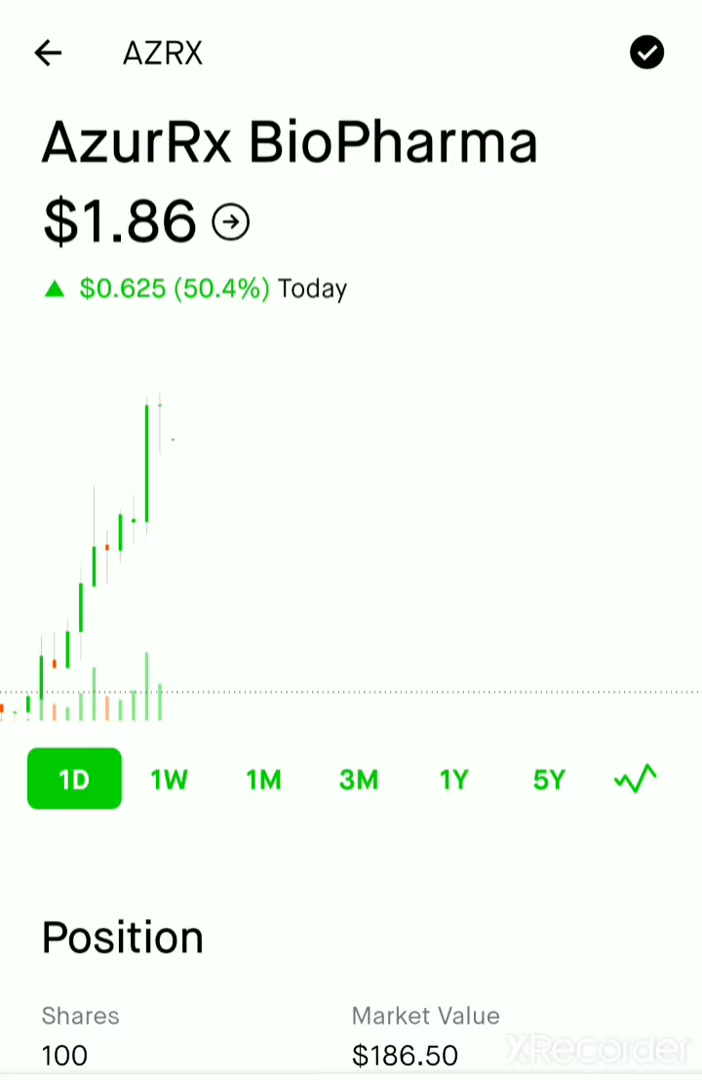 AZRX
AzurRx BioPharma
$1.86
$0.625 (50.4%) Today
1D 1W 1M 3M 1Y 5Y
Position
Shares Market Value
100 $186.50
XRecorder